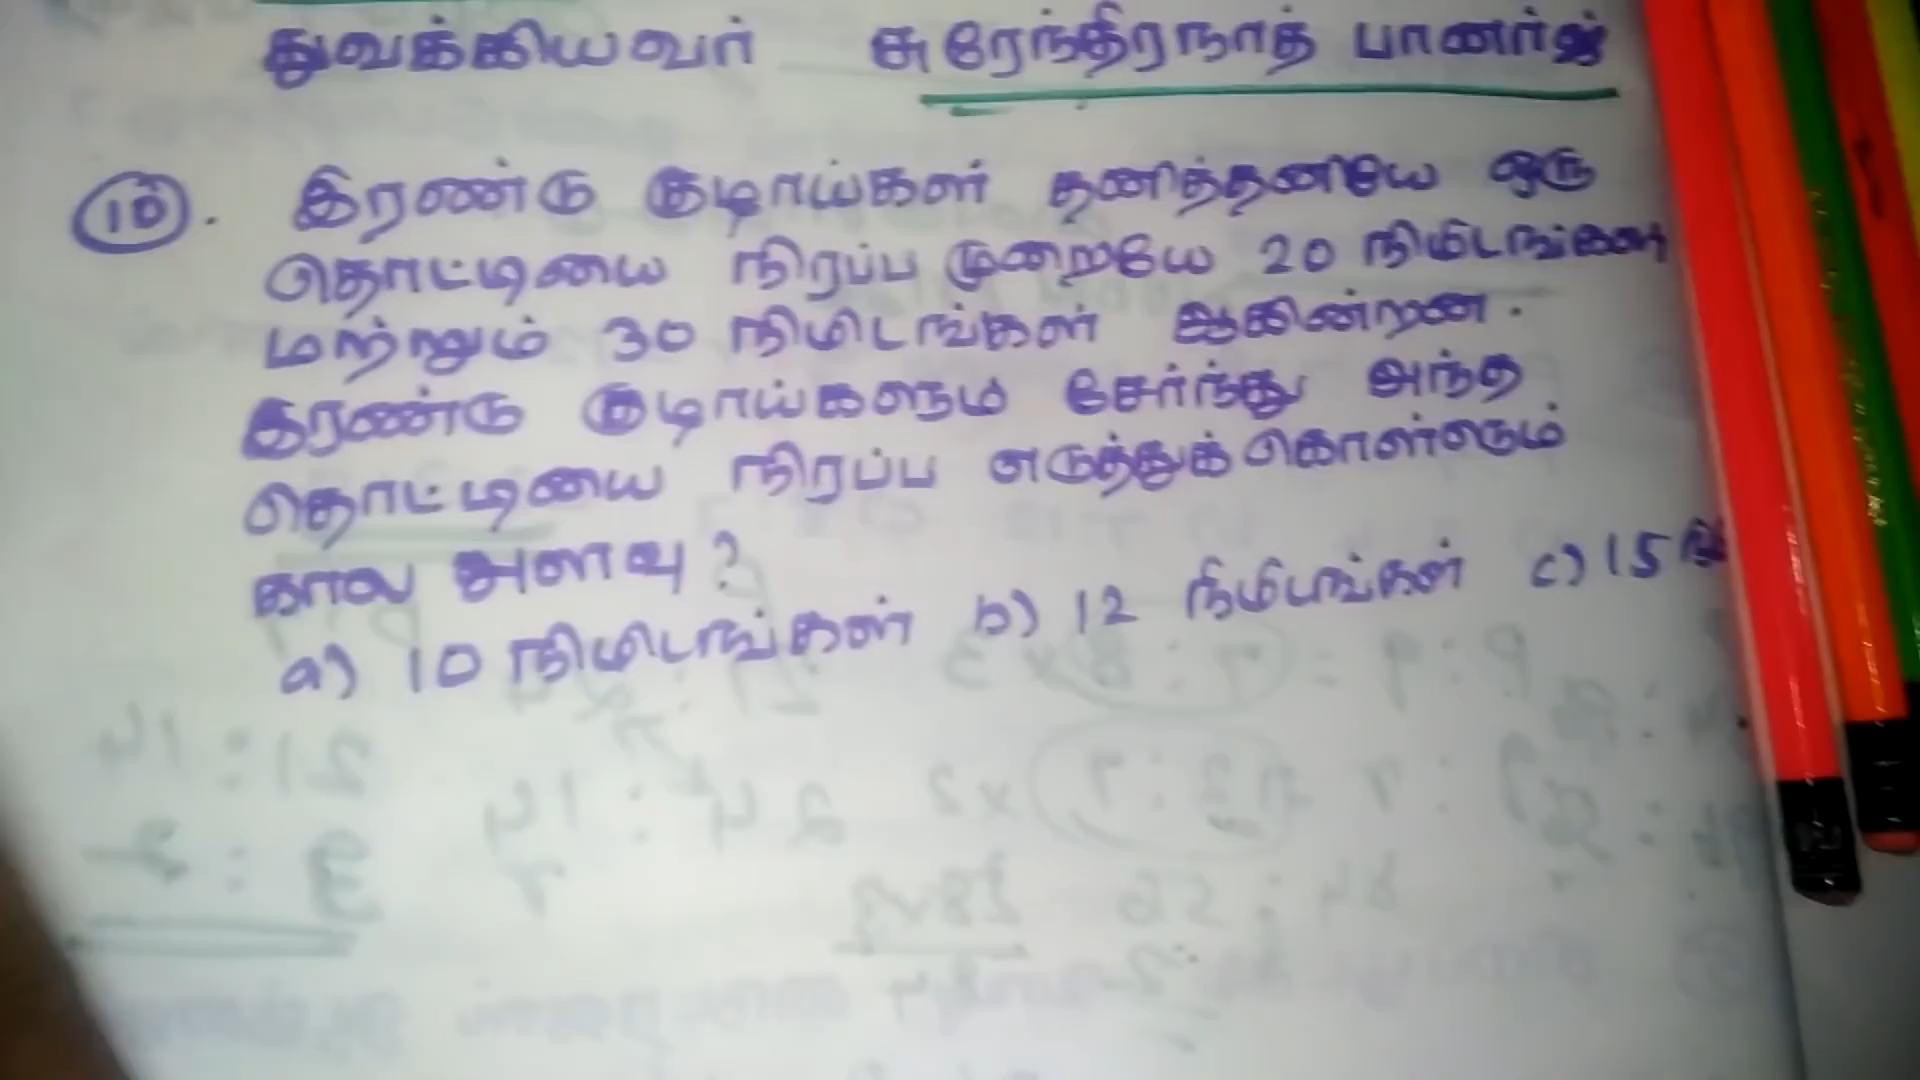 துவக்கியவர் சுரேந்திரநாத் பானர்ஜி
10. இரண்டு குடிாய்கள் தனித்தனியே ஒரு
தொட்டியை நிரப்ப முறையே 20 நிமிடங்கள்
மற்றும் 30 நிமிடங்கள் ஆகின்றன.
இரண்டு குடிாய்களும் சேர்ந்து அந்த
தொட்டியை நிரப்ப எடுத்துக்கொள்ளும்
கால அளவு?
a) 10 நிமிடங்கள் b) 12 நிமிடங்கள் c) 15